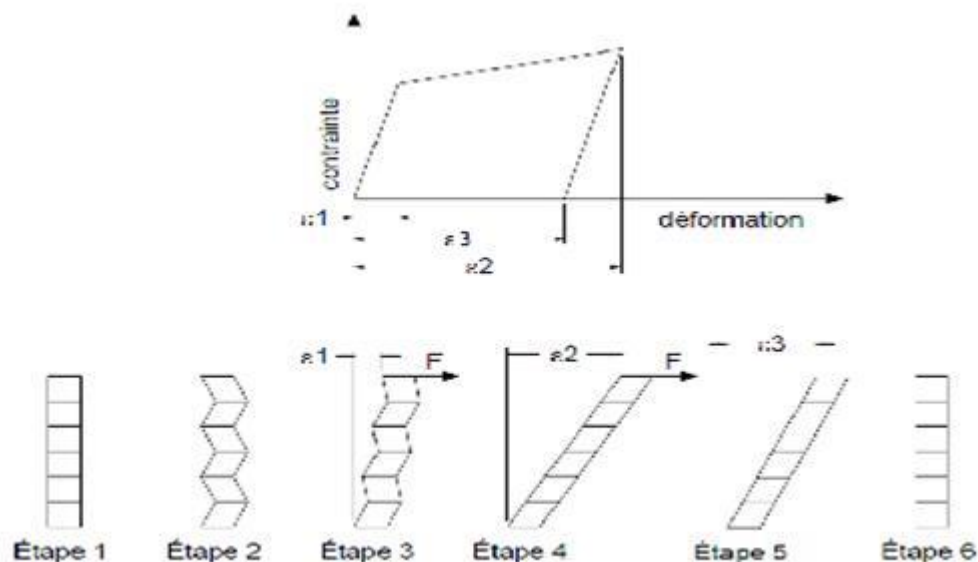 contrainte
déformation
ε1
ε3
ε2
ε1
F
ε2
F
ε3
Étape 1
Étape 2
Étape 3
Étape 4
Étape 5
Étape 6